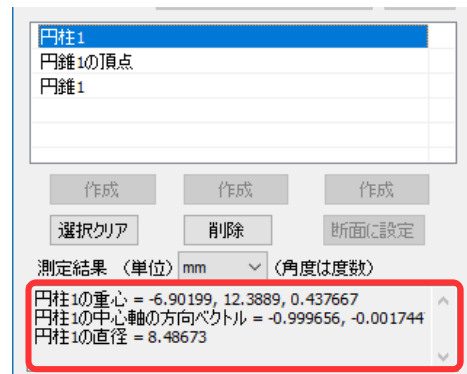 円柱1
円錐1の頂点
円錐1
作成 作成 作成
選択クリア 削除 断面に設定
測定結果 （単位） mm （角度は度数）
円柱1の重心 = -6.90199, 12.3889, 0.437667
円柱1の中心軸の方向ベクトル = -0.999656, -0.001744
円柱1の直径 = 8.48673